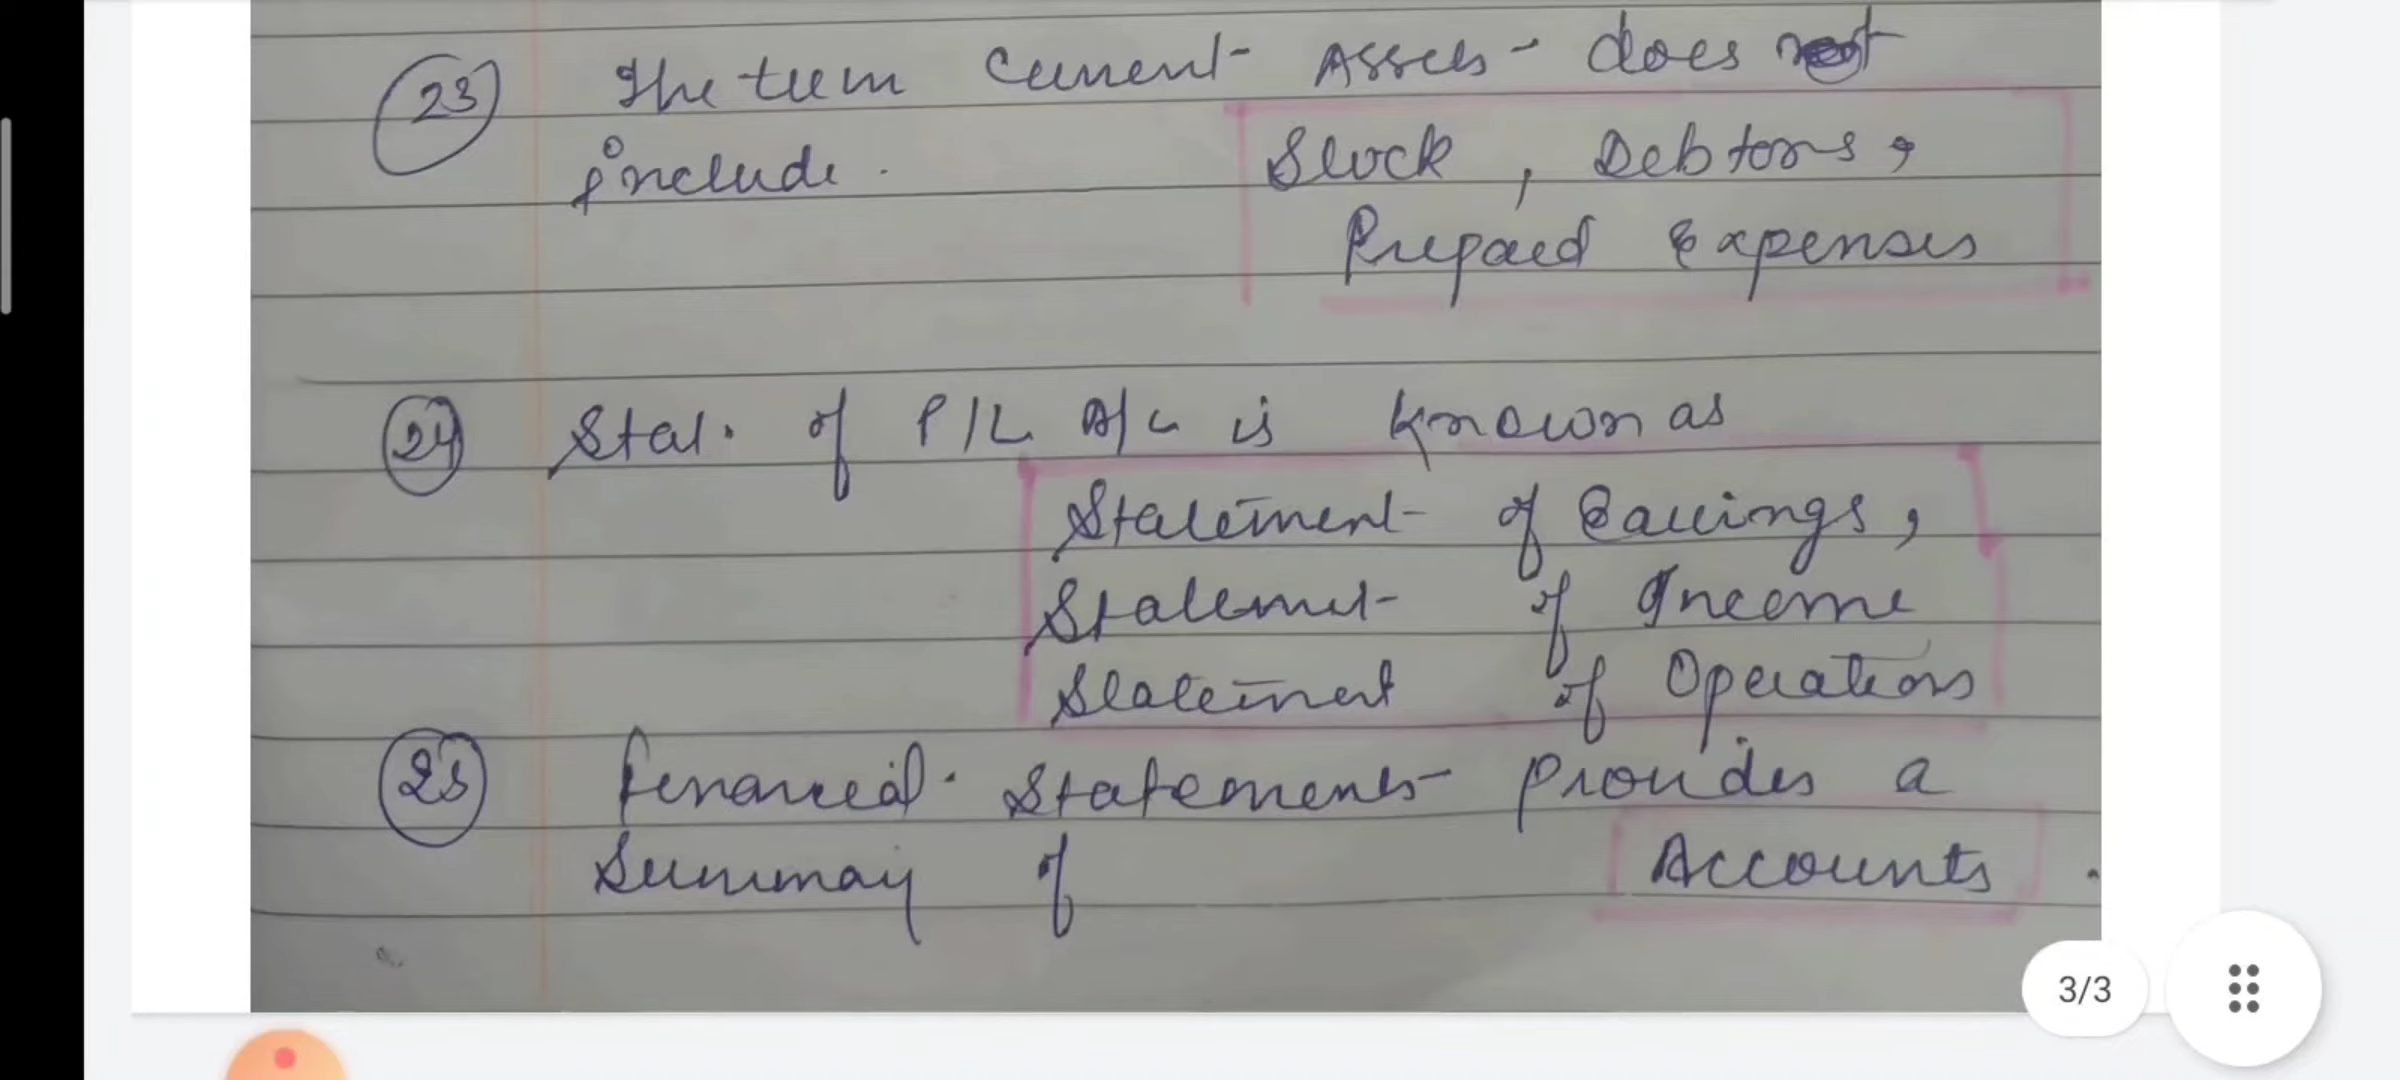 23 The term Current Assets does not
include. Stock, Debtors,
Prepaid Expenses
24 Stat. of P/L A/c is known as
Statement of Earnings,
Statement of Income
Statement of Operations
25 Financial Statements Provides a
Summary of Accounts.
3/3